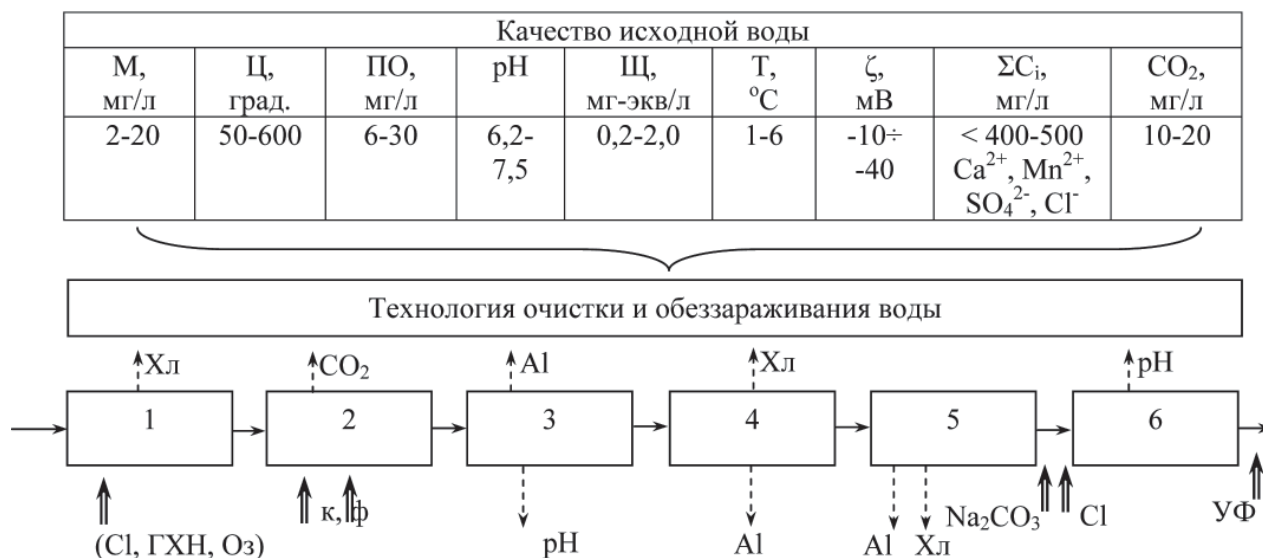 Качество исходной воды
М, мг/л
Ц, град.
ПО, мг/л
pH
Щ, мг-экв/л
Т, °С
ζ, мВ
ΣCᵢ, мг/л
CO₂, мг/л
2-20
50-600
6-30
6,2-7,5
0,2-2,0
1-6
-10÷ -40
< 400-500 Ca²⁺, Mn²⁺, SO₄²⁻, Cl⁻
10-20
Технология очистки и обеззараживания воды
Хл
CO₂
Al
Хл
pH
1
2
3
4
5
6
(Cl, ГХН, Оз)
к, ф
pH
Al
Al
Хл
Na₂CO₃
Cl
УФ